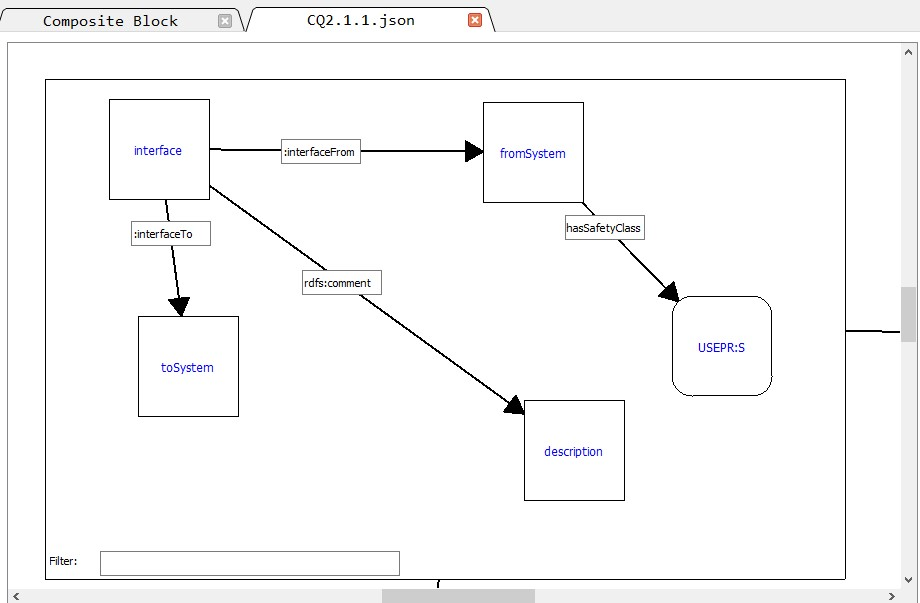 Composite Block
CQ2.1.1.json
interface
:interfaceFrom
fromSystem
hasSafetyClass
:interfaceTo
rdfs:comment
USEPR:S
toSystem
description
Filter: